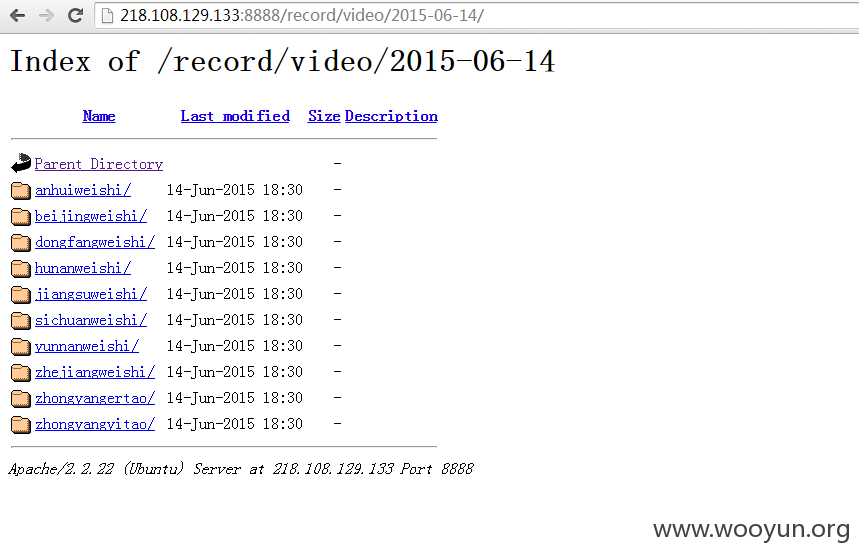 218.108.129.133:8888/record/video/2015-06-14/
Index of /record/video/2015-06-14
Name Last modified Size Description
Parent Directory -
anhuiweishi/ 14-Jun-2015 18:30 -
beijingweishi/ 14-Jun-2015 18:30 -
dongfangweishi/ 14-Jun-2015 18:30 -
hunanweishi/ 14-Jun-2015 18:30 -
jiangsuweishi/ 14-Jun-2015 18:30 -
sichuanweishi/ 14-Jun-2015 18:30 -
yunnanweishi/ 14-Jun-2015 18:30 -
zhejiangweishi/ 14-Jun-2015 18:30 -
zhongyangertao/ 14-Jun-2015 18:30 -
zhongyangyitao/ 14-Jun-2015 18:30 -
Apache/2.2.22 (Ubuntu) Server at 218.108.129.133 Port 8888
www.wooyun.org